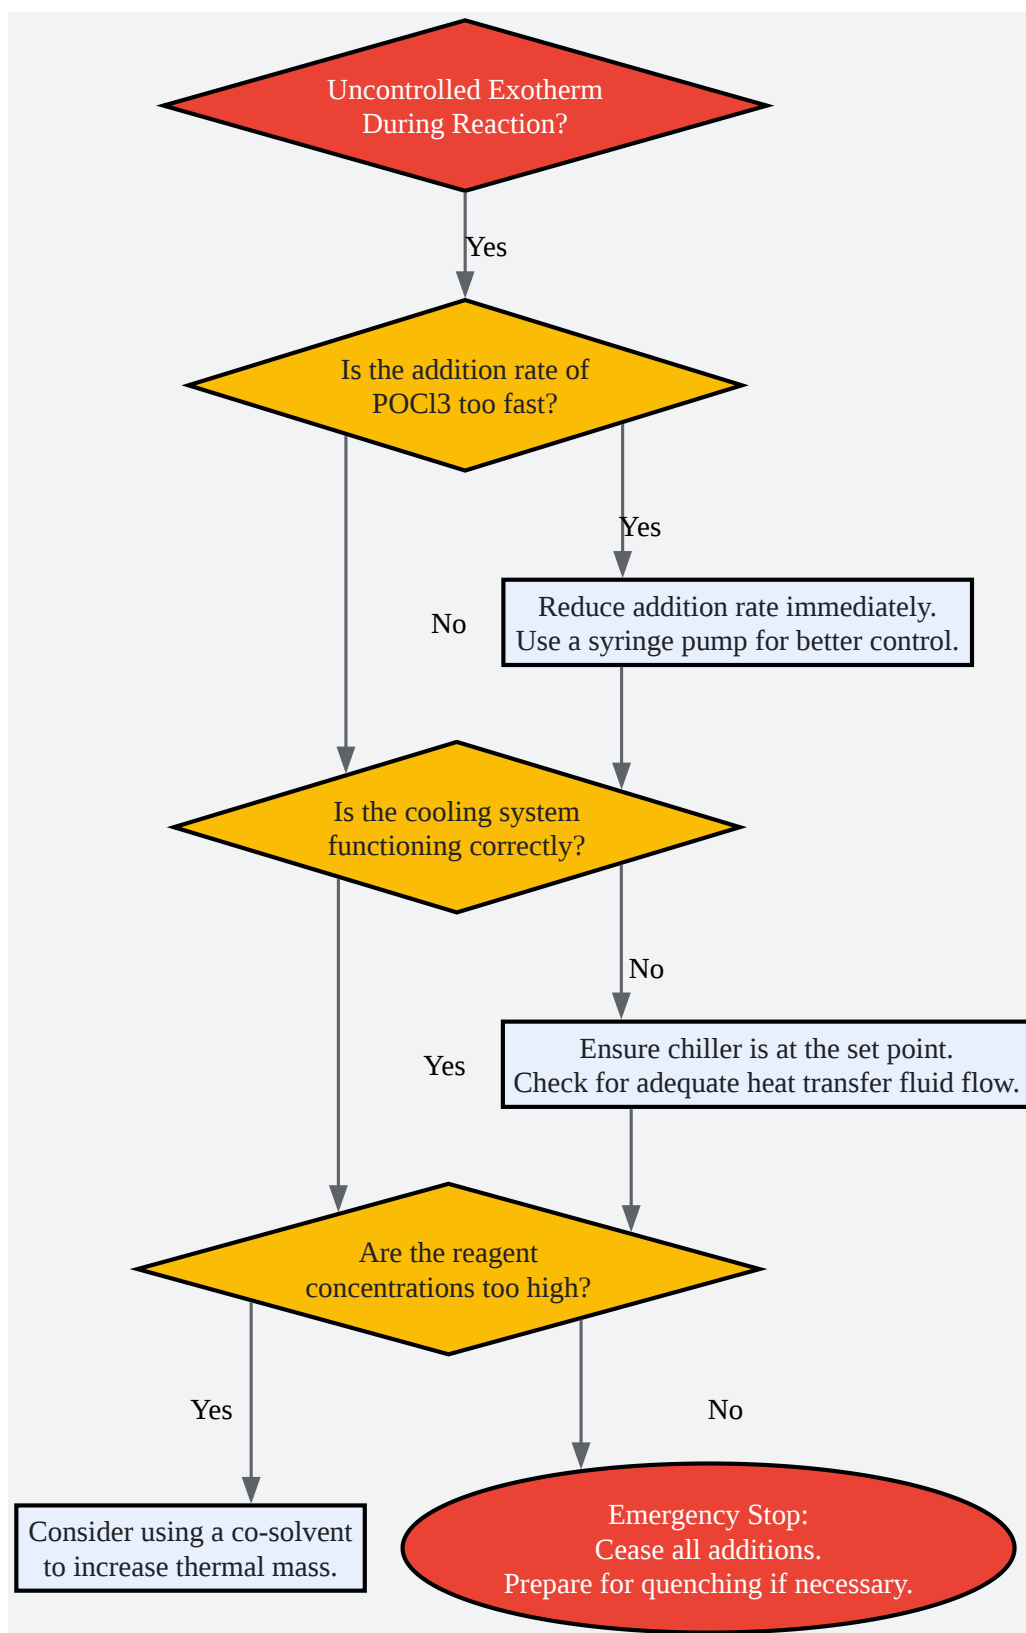 Uncontrolled Exotherm
During Reaction?
Yes
Is the addition rate of
POCl3 too fast?
Yes
Reduce addition rate immediately.
Use a syringe pump for better control.
No
Is the cooling system
functioning correctly?
No
Ensure chiller is at the set point.
Check for adequate heat transfer fluid flow.
Yes
Are the reagent
concentrations too high?
Yes
No
Consider using a co-solvent
to increase thermal mass.
Emergency Stop:
Cease all additions.
Prepare for quenching if necessary.